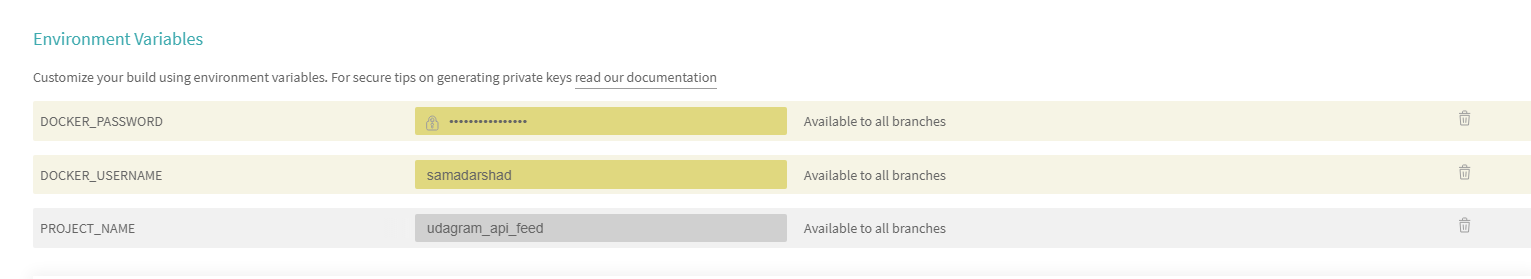 Environment Variables
Customize your build using environment variables. For secure tips on generating private keys read our documentation
DOCKER_PASSWORD •••••••••••••••• Available to all branches
DOCKER_USERNAME samadarshad Available to all branches
PROJECT_NAME udagram_api_feed Available to all branches